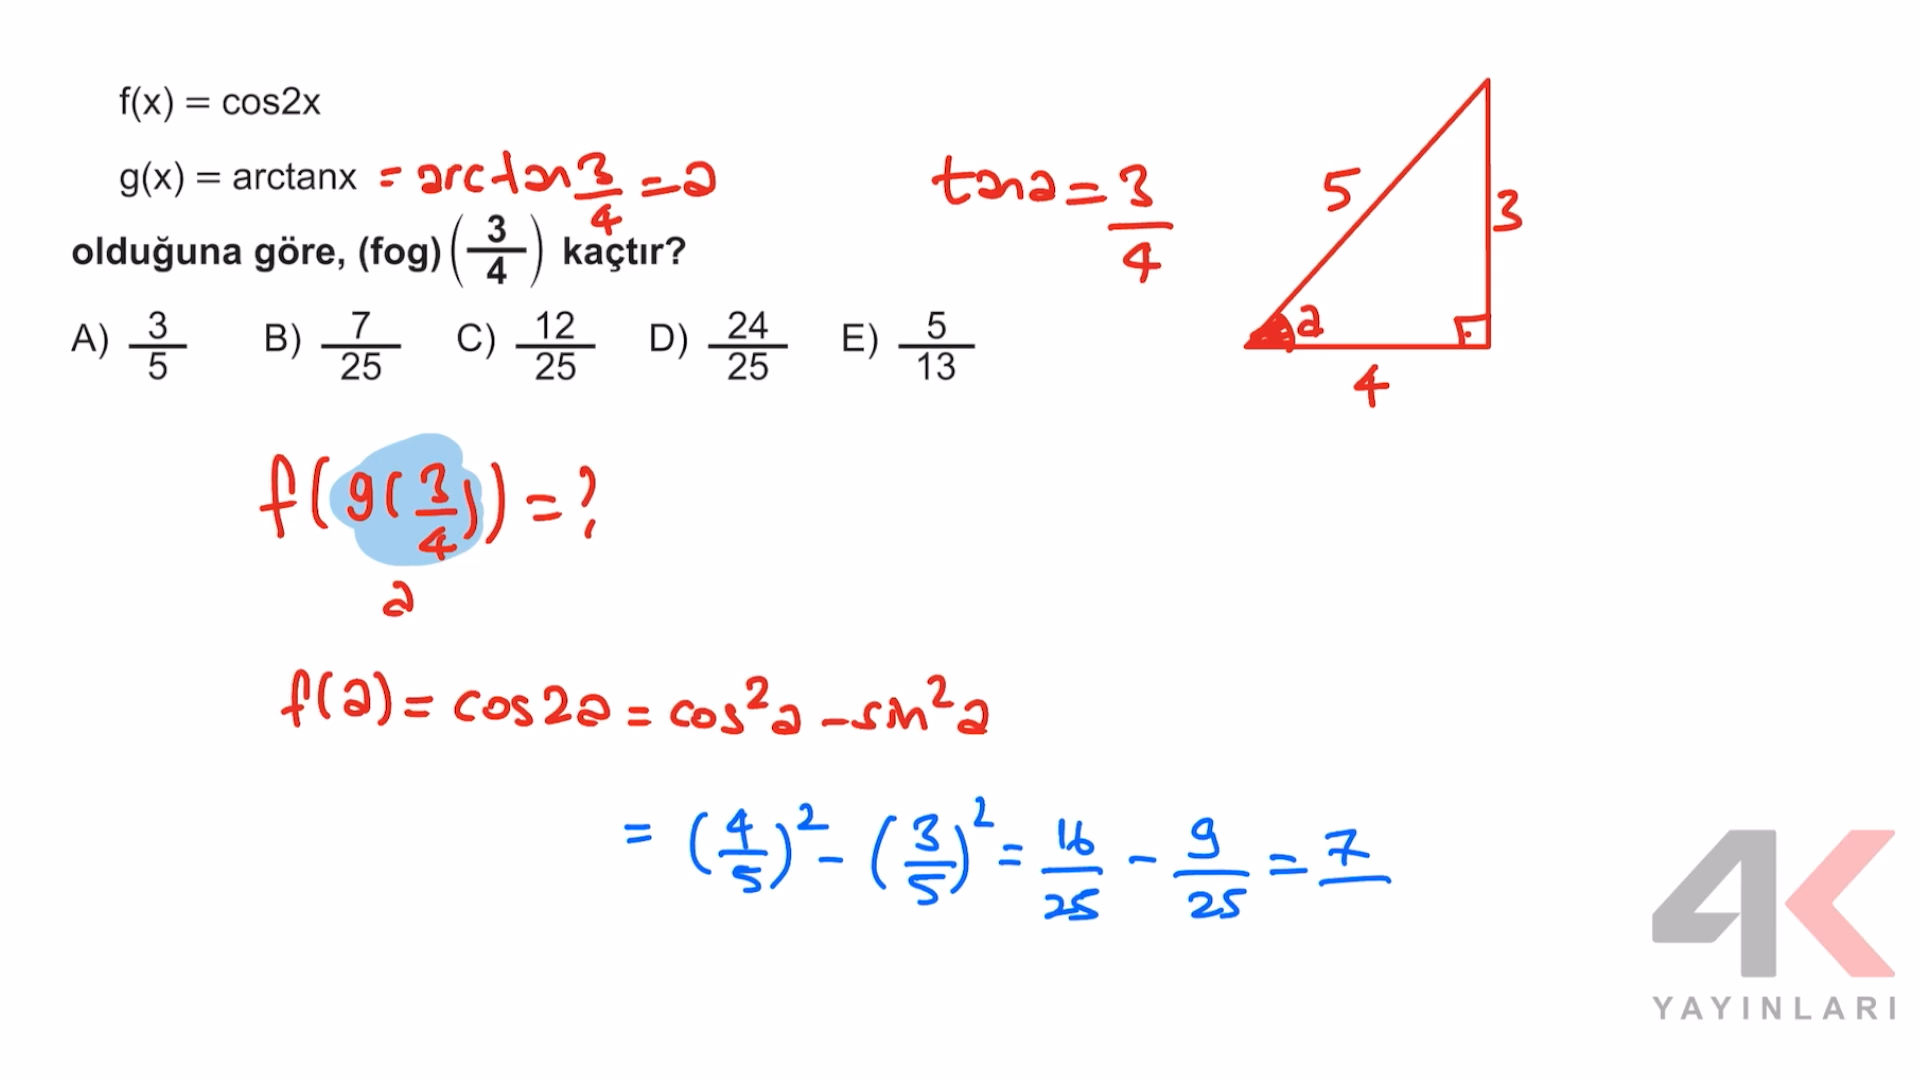 f(x) = cos2x
g(x) = arctanx = arctan 3/4 = a
olduğuna göre, (fog)(3/4) kaçtır?
A) 3/5 B) 7/25 C) 12/25 D) 24/25 E) 5/13
tana = 3/4
5
3
a
4
f(g(3/4)) = ?
a
f(a) = cos2a = cos²a - sin²a
= (4/5)² - (3/5)² = 16/25 - 9/25 = 7/
4K
YAYINLARI